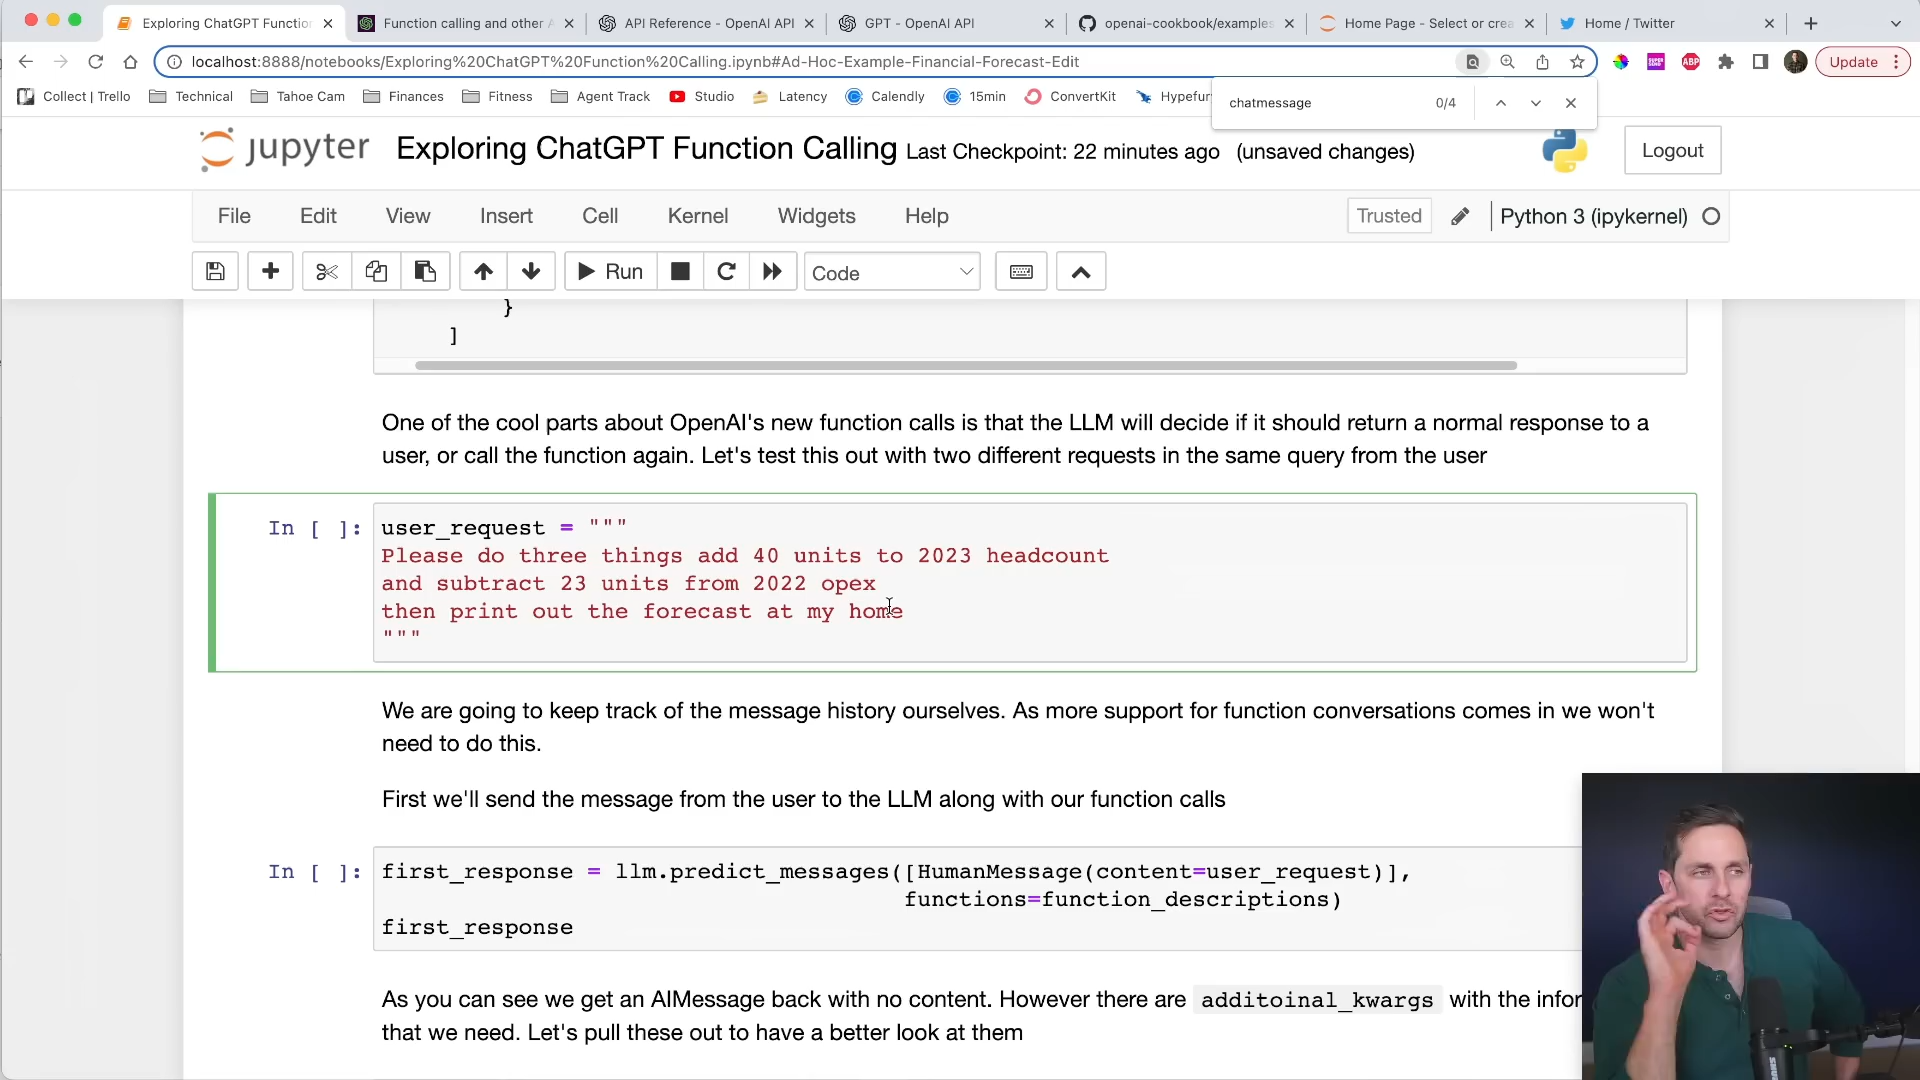 Exploring ChatGPT Function
Function calling and other A
API Reference - OpenAI API
GPT - OpenAI API
openai-cookbook/examples
Home Page - Select or crea
Home / Twitter
localhost:8888/notebooks/Exploring%20ChatGPT%20Function%20Calling.ipynb#Ad-Hoc-Example-Financial-Forecast-Edit
ABP
Update
Collect | Trello
Technical
Tahoe Cam
Finances
Fitness
Agent Track
Studio
Latency
Calendly
15min
ConvertKit
Hypefur
chatmessage
0/4
jupyter
Exploring ChatGPT Function Calling
Last Checkpoint: 22 minutes ago (unsaved changes)
Logout
File
Edit
View
Insert
Cell
Kernel
Widgets
Help
Trusted
Python 3 (ipykernel)
Run
Code
}
]
One of the cool parts about OpenAI's new function calls is that the LLM will decide if it should return a normal response to a
user, or call the function again. Let's test this out with two different requests in the same query from the user
In [ ]:
user_request = """
Please do three things add 40 units to 2023 headcount
and subtract 23 units from 2022 opex
then print out the forecast at my home
"""
We are going to keep track of the message history ourselves. As more support for function conversations comes in we won't
need to do this.
First we'll send the message from the user to the LLM along with our function calls
In [ ]:
first_response = llm.predict_messages([HumanMessage(content=user_request)],
functions=function_descriptions)
first_response
As you can see we get an AIMessage back with no content. However there are additoinal_kwargs with the infor
that we need. Let's pull these out to have a better look at them